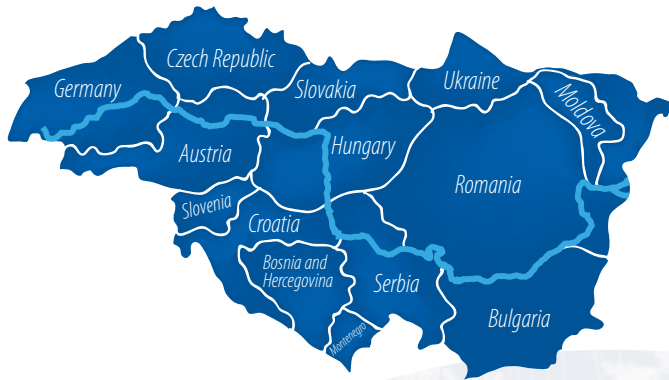 Czech Republic
Germany
Slovakia
Ukraine
Moldova
Austria
Hungary
Romania
Slovenia
Croatia
Bosnia and
Hercegovina
Serbia
Bulgaria
Montenegro